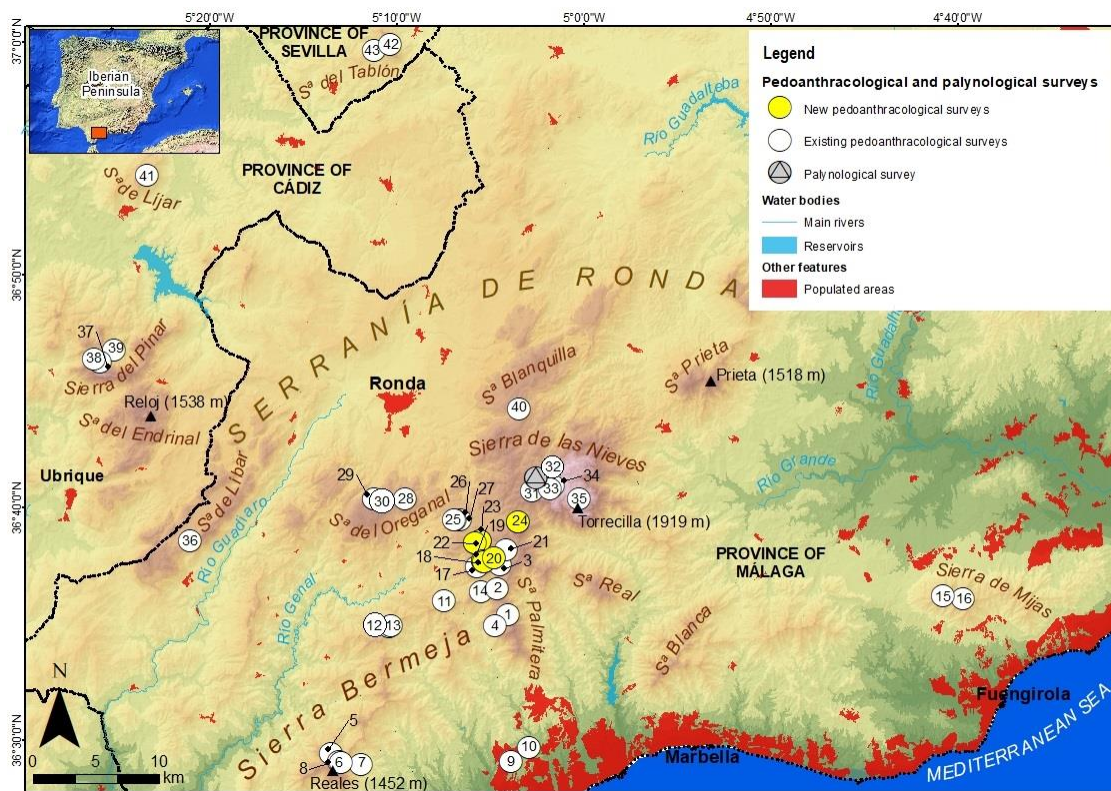 5°20'0"W
5°10'0"W
5°0'0"W
4°50'0"W
4°40'0"W
37°0'0"N
36°50'0"N
36°40'0"N
36°30'0"N
Iberian
Peninsula
PROVINCE OF
SEVILLA
43
42
Sª del Tablón
Río Guadalteba
Legend
Pedoanthracological and palynological surveys
New pedoanthracological surveys
Existing pedoanthracological surveys
Palynological survey
Water bodies
Main rivers
Reservoirs
Other features
Populated areas
41
Sª de Líjar
PROVINCE OF
CÁDIZ
SERRANÍA DE RONDA
37
38
39
Sierra del Pinar
Reloj (1538 m)
Sª del Endrinal
Ubrique
Sª de Líbar
36
Río Guadiaro
Ronda
Sª Blanquilla
40
Sª Prieta
Prieta (1518 m)
Río Guadalh
Río Grande
Sierra de las Nieves
32
34
31
33
35
Torrecilla (1919 m)
29
30
28
Sª del Oreganal
26
27
25
23
19
24
22
21
18
20
3
17
14
2
11
1
4
12
13
Sª Palmitera
Sª Real
Sª Blanca
PROVINCE OF
MÁLAGA
Sierra de Mijas
15
16
Río Genal
Sierra Bermeja
5
8
6
7
Reales (1452 m)
10
9
Marbella
Fuengirola
MEDITERRANEAN SEA
N
0
5
10
km